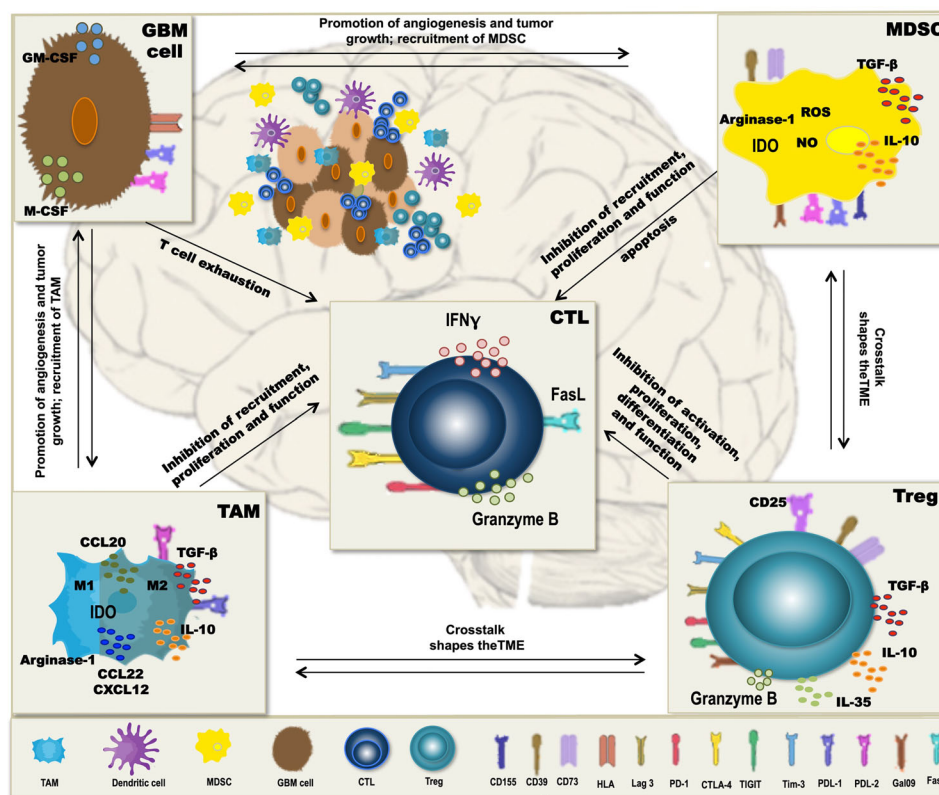 GBM
cell
GM-CSF
M-CSF
Promotion of angiogenesis and tumor
growth; recruitment of MDSC
MDSC
TGF-β
Arginase-1
ROS
IDO
NO
IL-10
T cell exhaustion
Inhibition of recruitment,
proliferation and function
apoptosis
Promotion of angiogenesis and tumor
growth; recruitment of TAM
CTL
IFNγ
FasL
Granzyme B
Crosstalk
shapes theTME
Inhibition of recruitment,
proliferation and function
Inhibition of activation,
proliferation,
differentiation
and function
TAM
CCL20
TGF-β
M1
M2
IDO
IL-10
Arginase-1
CCL22
CXCL12
Crosstalk
shapes theTME
Treg
CD25
TGF-β
IL-10
Granzyme B
IL-35
TAM
Dendritic cell
MDSC
GBM cell
CTL
Treg
CD155
CD39
CD73
HLA
Lag 3
PD-1
CTLA-4
TIGIT
Tim-3
PDL-1
PDL-2
Gal09
Fas